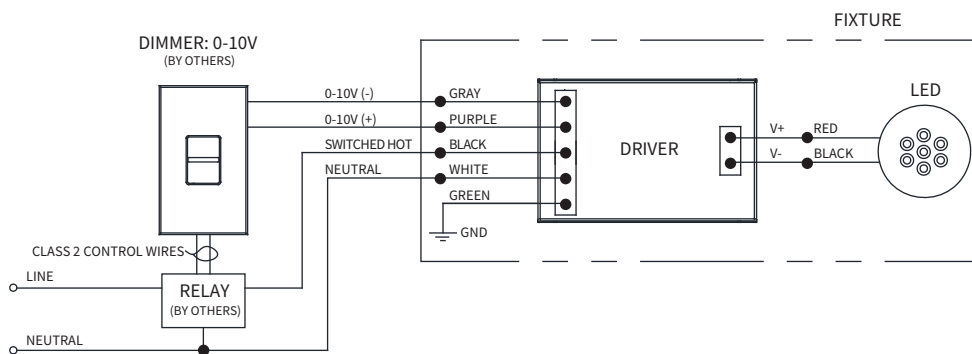 FIXTURE
DIMMER: 0-10V
(BY OTHERS)
0-10V (-)
GRAY
0-10V (+)
PURPLE
SWITCHED HOT
BLACK
NEUTRAL
WHITE
GREEN
GND
DRIVER
V+
RED
V-
BLACK
LED
CLASS 2 CONTROL WIRES
LINE
RELAY
(BY OTHERS)
NEUTRAL